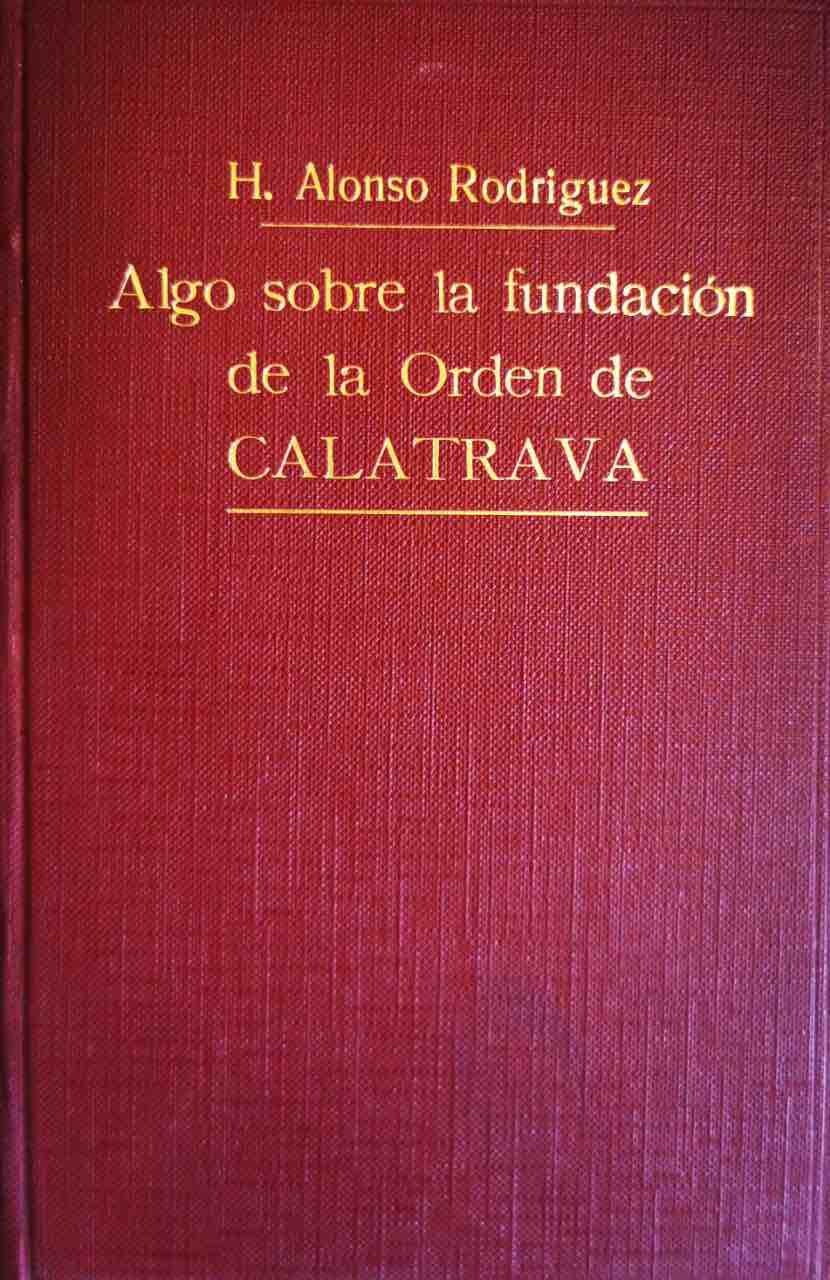 H. Alonso Rodriguez
Algo sobre la fundación
de la Orden de
CALATRAVA